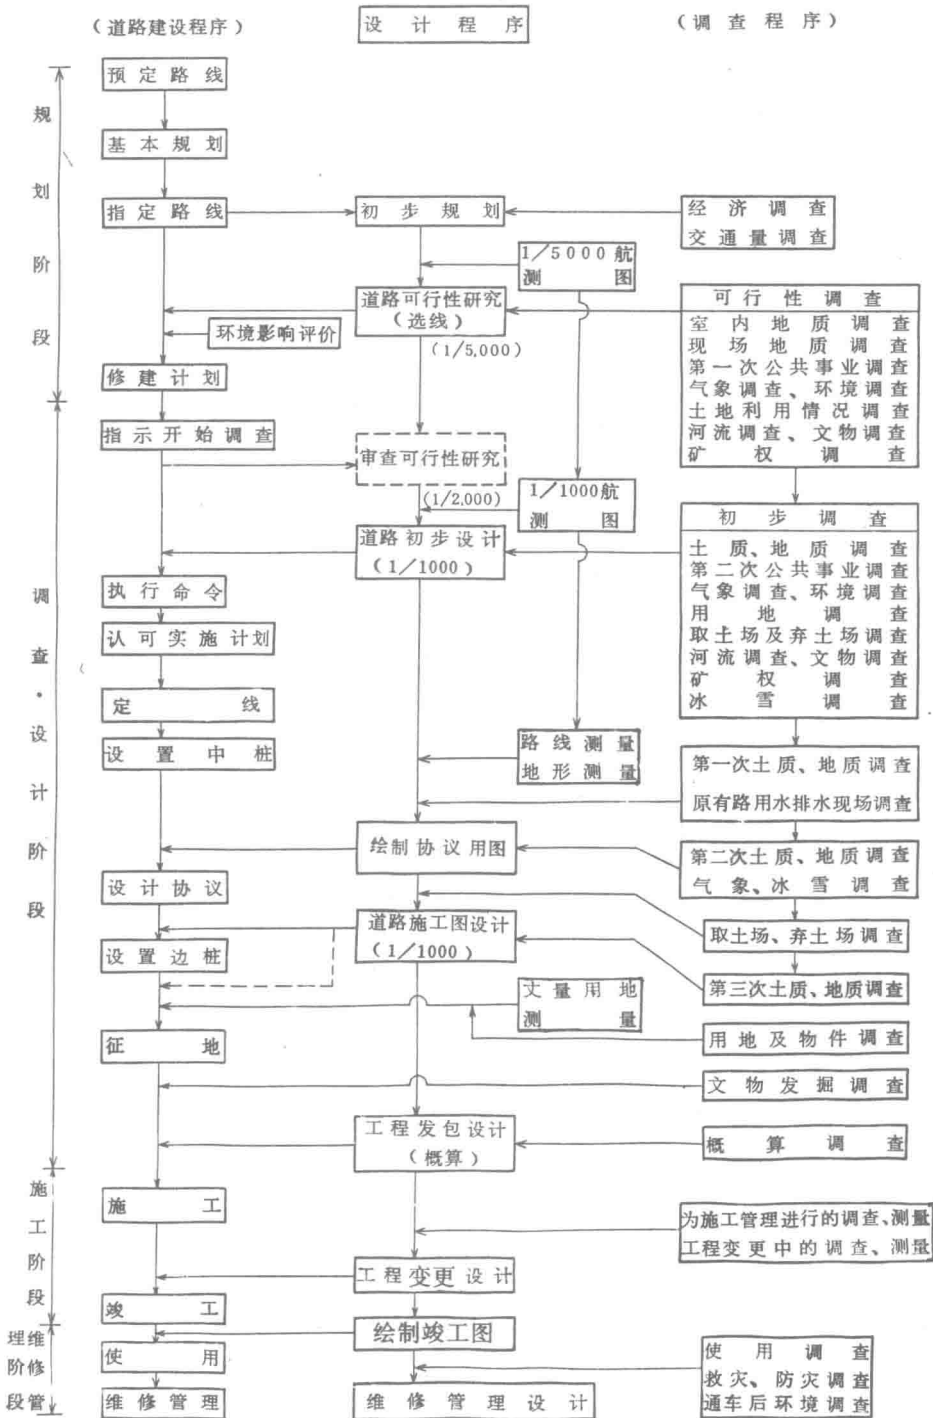 （道路建设程序）
设计程序
（调查程序）
规划阶段
预定路线
基本规划
指定路线
初步规划
经济调查
交通量调查
1/5000航
测图
道路可行性研究
（选线）
(1/5,000)
环境影响评价
修建计划
可行性调查
室内地质调查
现场地质调查
第一次公共事业调查
气象调查、环境调查
土地利用情况调查
河流调查、文物调查
矿权调查
调查·设计阶段
指示开始调查
审查可行性研究
(1/2,000)
1/1000航
测图
道路初步设计
(1/1000)
初步调查
土质、地质调查
第二次公共事业调查
气象调查、环境调查
用地调查
取土场及弃土场调查
河流调查、文物调查
矿权调查
冰雪调查
执行命令
认可实施计划
定线
设置中桩
路线测量
地形测量
第一次土质、地质调查
原有路用水排水现场调查
绘制协议用图
第二次土质、地质调查
气象、冰雪调查
设计协议
道路施工图设计
(1/1000)
取土场、弃土场调查
设置边桩
第三次土质、地质调查
丈量用地
测量
征地
用地及物件调查
文物发掘调查
工程发包设计
（概算）
概算调查
施工阶段
施工
为施工管理进行的调查、测量
工程变更中的调查、测量
工程变更设计
竣工
绘制竣工图
维修管理阶段
使用
使用调查
救灾、防灾调查
通车后环境调查
维修管理
维修管理设计